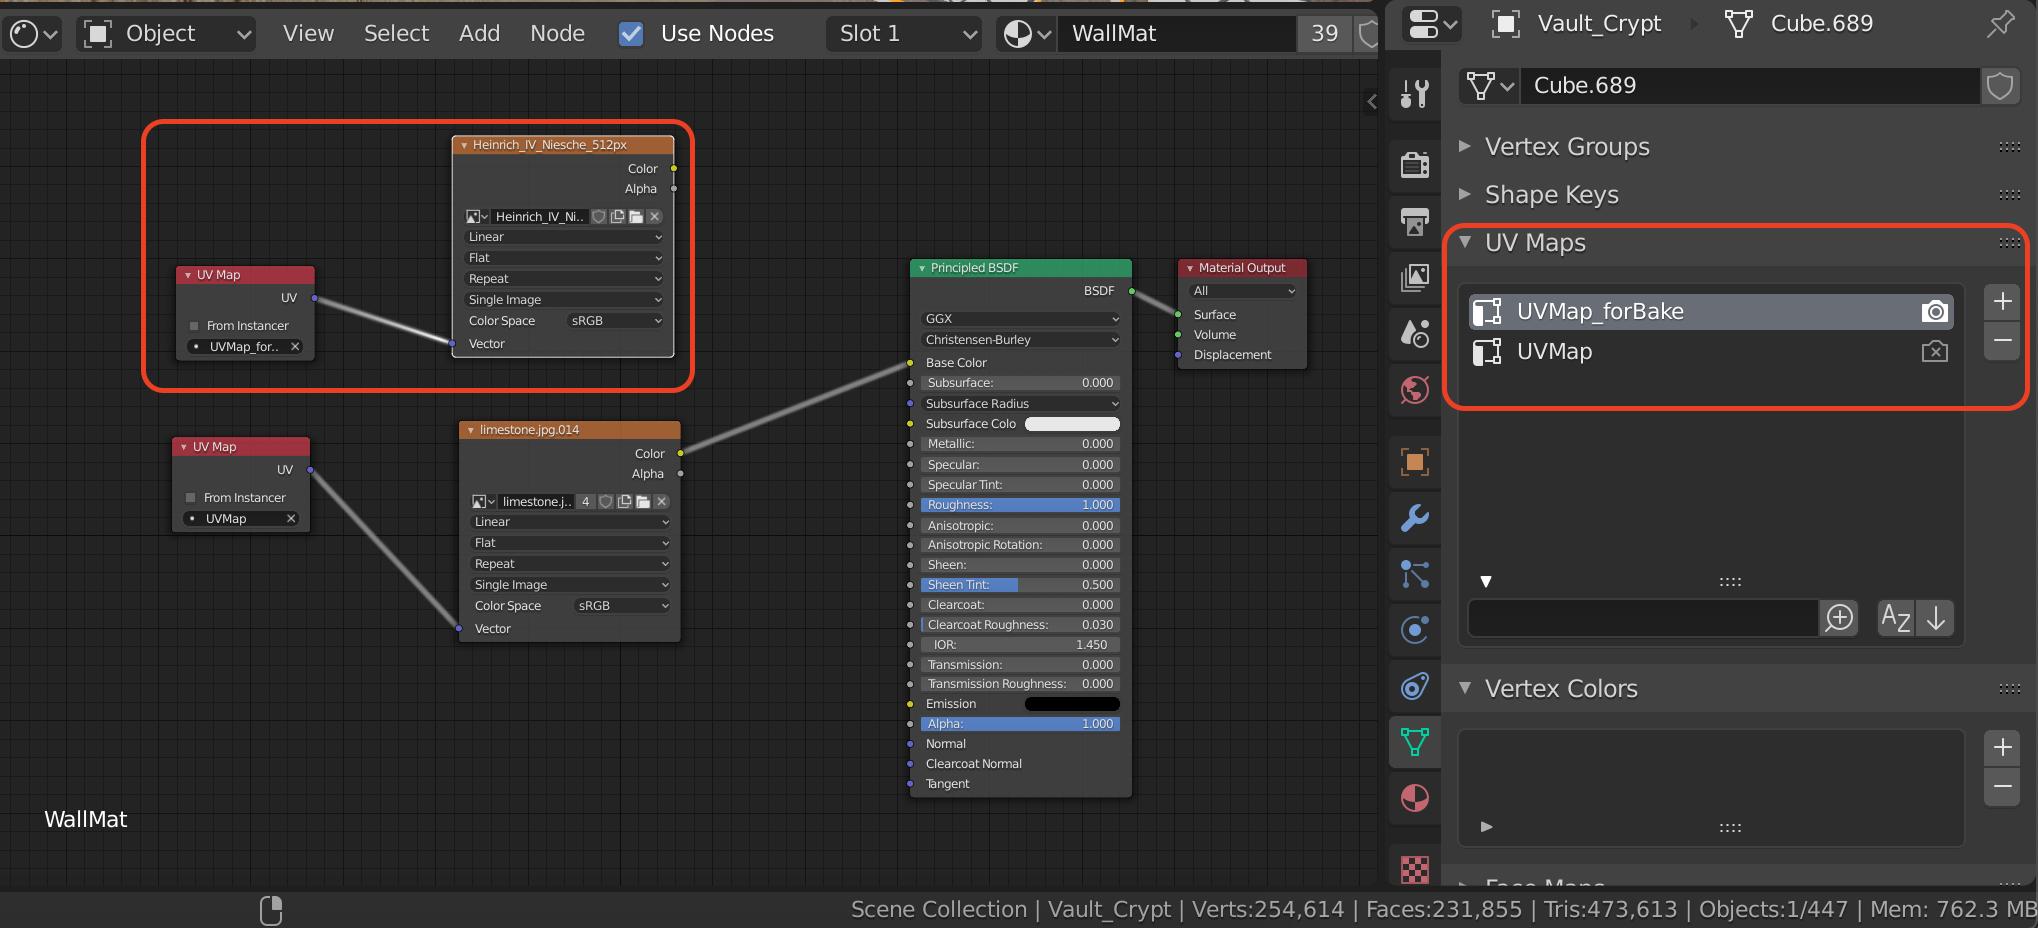 Object
View
Select
Add
Node
Use Nodes
Slot 1
WallMat
39
Vault_Crypt
Cube.689
Cube.689
Vertex Groups
Shape Keys
UV Maps
UVMap_forBake
UVMap
Vertex Colors
Face Maps
Heinrich_IV_Niesche_512px
Color
Alpha
Heinrich_IV_Ni..
Linear
Flat
Repeat
Single Image
Color Space sRGB
Vector
UV Map
UV
From Instancer
UVMap_for..
UV Map
UV
From Instancer
UVMap
limestone.jpg.014
Color
Alpha
limestone.j.. 4
Linear
Flat
Repeat
Single Image
Color Space sRGB
Vector
Principled BSDF
BSDF
GGX
Christensen-Burley
Base Color
Subsurface: 0.000
Subsurface Radius
Subsurface Colo
Metallic: 0.000
Specular: 0.000
Specular Tint: 0.000
Roughness: 1.000
Anisotropic: 0.000
Anisotropic Rotation: 0.000
Sheen: 0.000
Sheen Tint: 0.500
Clearcoat: 0.000
Clearcoat Roughness: 0.030
IOR: 1.450
Transmission: 0.000
Transmission Roughness: 0.000
Emission
Alpha: 1.000
Normal
Clearcoat Normal
Tangent
Material Output
All
Surface
Volume
Displacement
WallMat
AZ
Scene Collection | Vault_Crypt | Verts:254,614 | Faces:231,855 | Tris:473,613 | Objects:1/447 | Mem: 762.3 MB